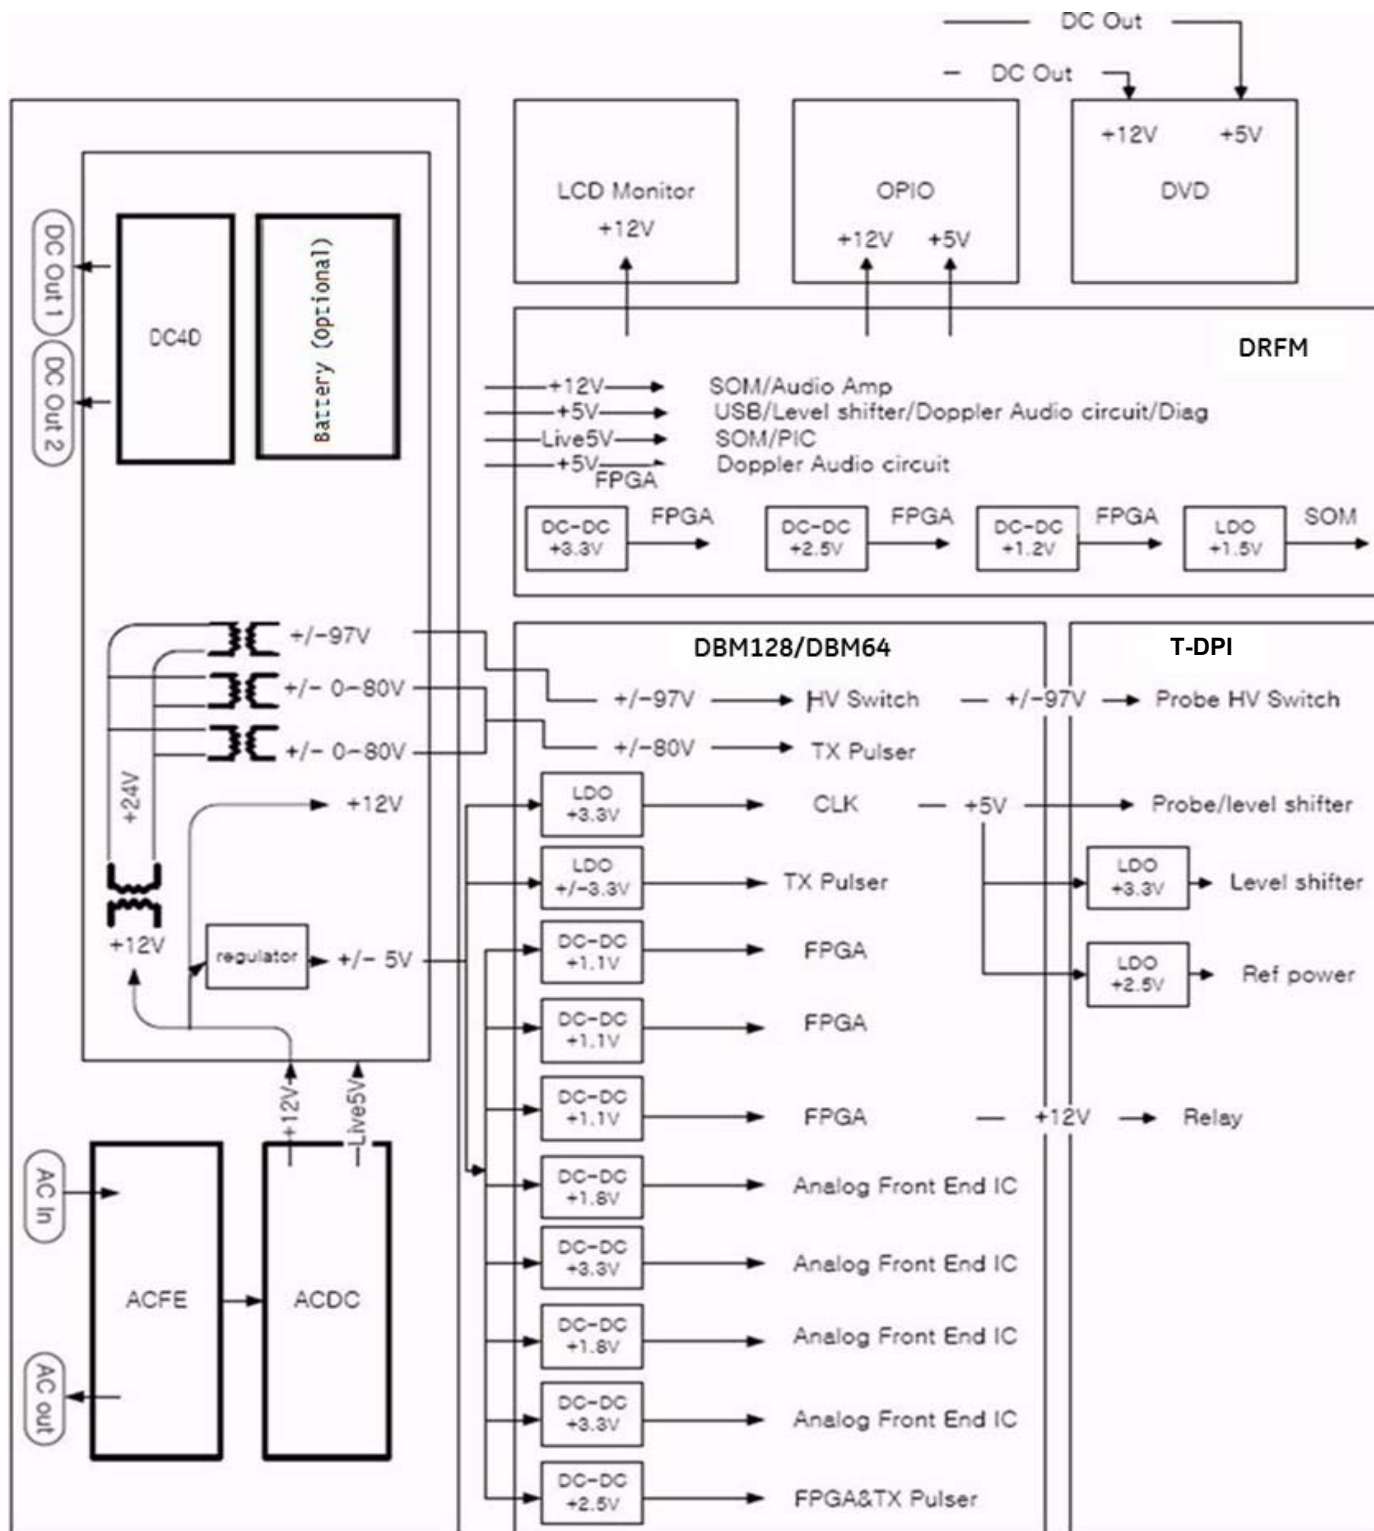 DC Out
DC Out
+12V +5V
DVD
LCD Monitor
+12V
OPIO
+12V +5V
DC Out 1
DC Out 2
DC4D
Battery (Optional)
DRFM
+12V SOM/Audio Amp
+5V USB/Level shifter/Doppler Audio circuit/Diag
Live5V SOM/PIC
+5V Doppler Audio circuit
FPGA
DC-DC
+3.3V
FPGA
DC-DC
+2.5V
FPGA
DC-DC
+1.2V
FPGA
LDO
+1.5V
SOM
+/-97V
+/- 0~80V
+/- 0~80V
+24V
+12V
+12V
regulator
+/- 5V
+12V
Live5V
AC In
AC out
ACFE
ACDC
DBM128/DBM64
+/-97V HV Switch
+/-80V TX Pulser
LDO
+3.3V
CLK
LDO
+/-3.3V
TX Pulser
DC-DC
+1.1V
FPGA
DC-DC
+1.1V
FPGA
DC-DC
+1.1V
FPGA
DC-DC
+1.8V
Analog Front End IC
DC-DC
+3.3V
Analog Front End IC
DC-DC
+1.8V
Analog Front End IC
DC-DC
+3.3V
Analog Front End IC
DC-DC
+2.5V
FPGA&TX Pulser
T-DPI
+/-97V Probe HV Switch
+5V Probe/level shifter
LDO
+3.3V
Level shifter
LDO
+2.5V
Ref power
+12V Relay